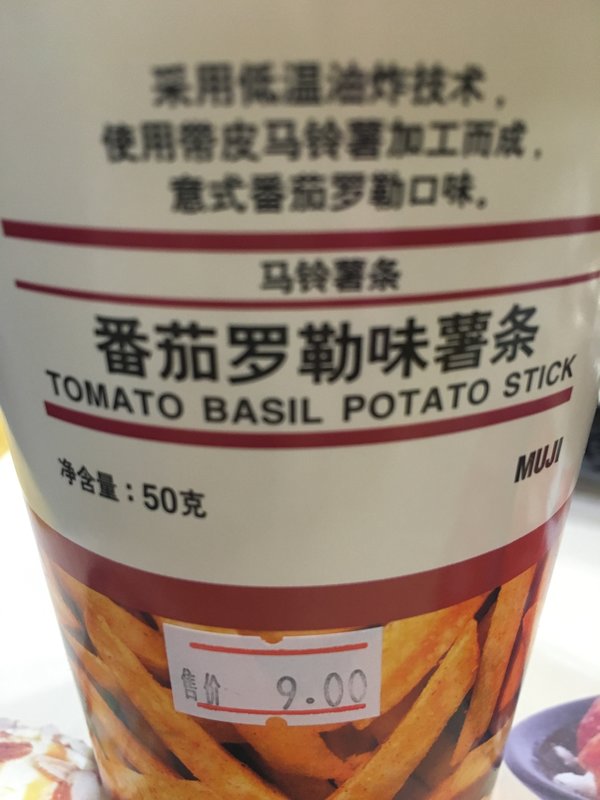 采用低温油炸技术，
使用带皮马铃薯加工而成，
意式番茄罗勒口味。
马铃薯条
番茄罗勒味薯条
TOMATO BASIL POTATO STICK
净含量：50克
MUJI
售价 9.00